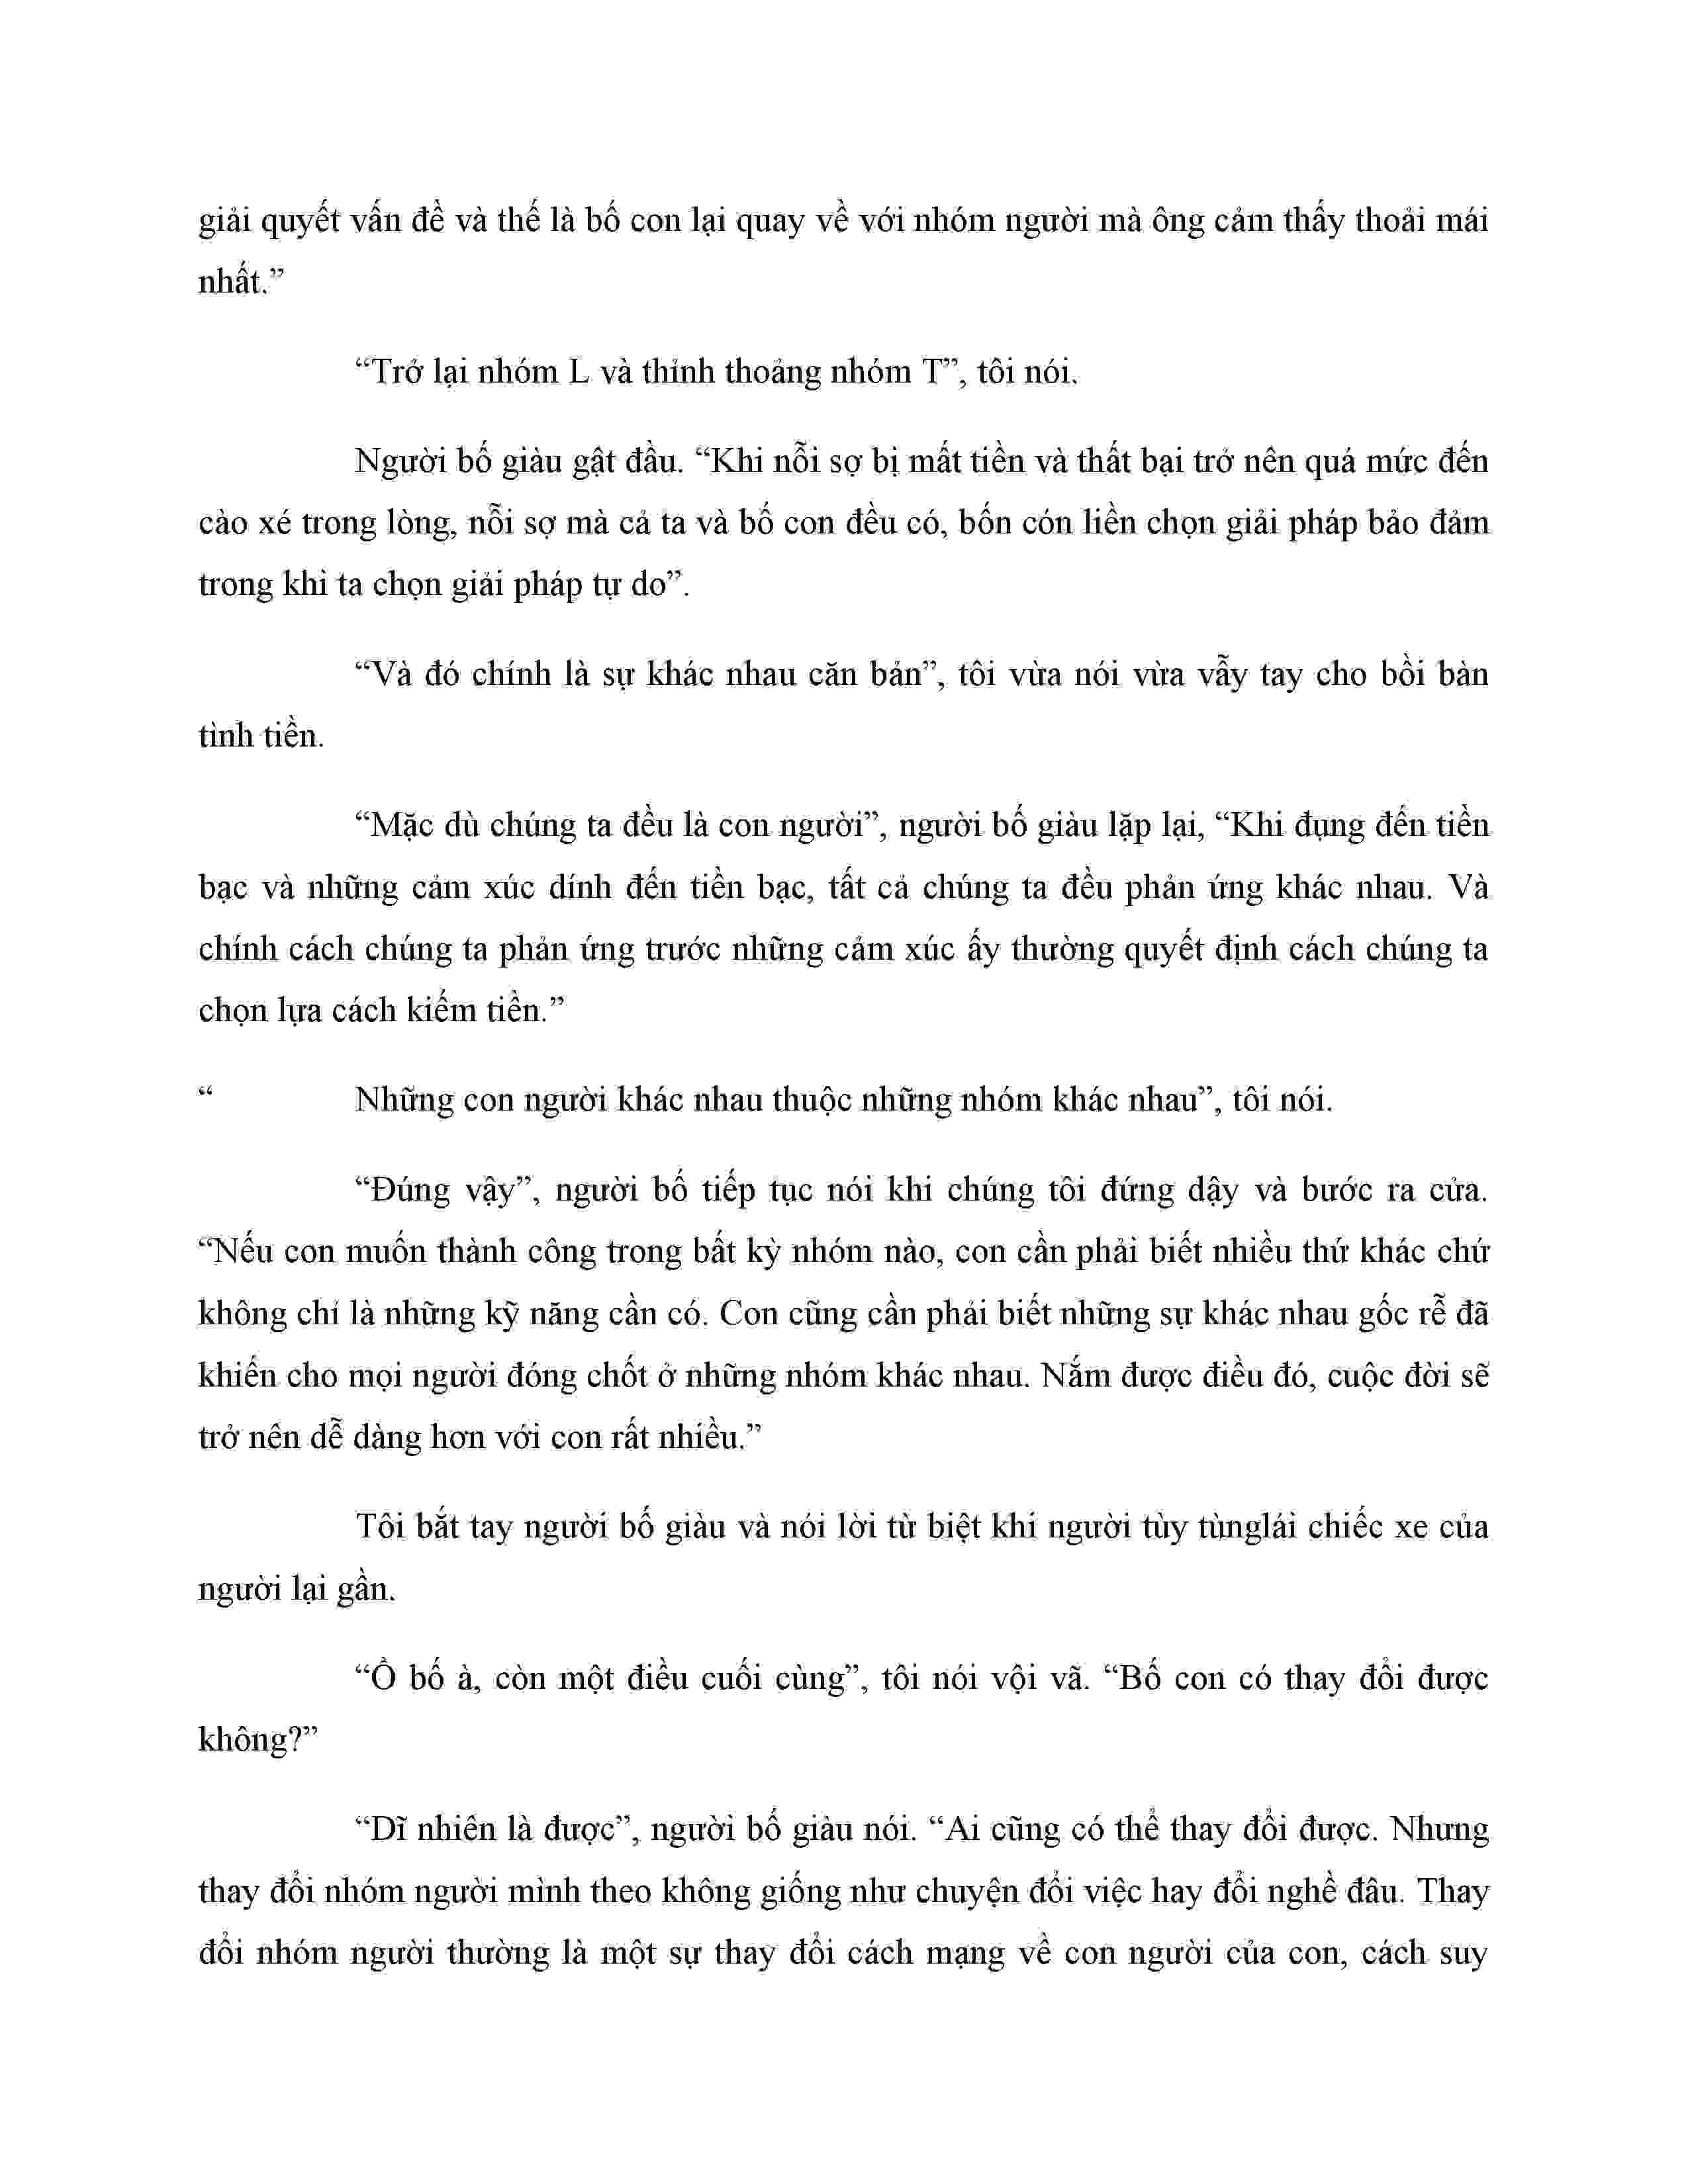 giải quyết vấn đề và thế là bố con lại quay về với nhóm người mà ông cảm thấy thoải mái
nhất.”
“Trở lại nhóm L và thỉnh thoảng nhóm T”, tôi nói.
Người bố giàu gật đầu. “Khi nỗi sợ bị mất tiền và thất bại trở nên quá mức đến
cào xé trong lòng, nỗi sợ mà cả ta và bố con đều có, bốn cón liền chọn giải pháp bảo đảm
trong khi ta chọn giải pháp tự do”.
“Và đó chính là sự khác nhau căn bản”, tôi vừa nói vừa vẫy tay cho bồi bàn
tình tiền.
“Mặc dù chúng ta đều là con người”, người bố giàu lặp lại, “Khi đụng đến tiền
bạc và những cảm xúc dính đến tiền bạc, tất cả chúng ta đều phản ứng khác nhau. Và
chính cách chúng ta phản ứng trước những cảm xúc ấy thường quyết định cách chúng ta
chọn lựa cách kiếm tiền.”
“ Những con người khác nhau thuộc những nhóm khác nhau”, tôi nói.
“Đúng vậy”, người bố tiếp tục nói khi chúng tôi đứng dậy và bước ra cửa.
“Nếu con muốn thành công trong bất kỳ nhóm nào, con cần phải biết nhiều thứ khác chứ
không chỉ là những kỹ năng cần có. Con cũng cần phải biết những sự khác nhau gốc rễ đã
khiến cho mọi người đóng chốt ở những nhóm khác nhau. Nắm được điều đó, cuộc đời sẽ
trở nên dễ dàng hơn với con rất nhiều.”
Tôi bắt tay người bố giàu và nói lời từ biệt khi người tùy tùnglái chiếc xe của
người lại gần.
“Ồ bố à, còn một điều cuối cùng”, tôi nói vội vã. “Bố con có thay đổi được
không?”
“Dĩ nhiên là được”, người bố giàu nói. “Ai cũng có thể thay đổi được. Nhưng
thay đổi nhóm người mình theo không giống như chuyện đổi việc hay đổi nghề đâu. Thay
đổi nhóm người thường là một sự thay đổi cách mạng về con người của con, cách suy